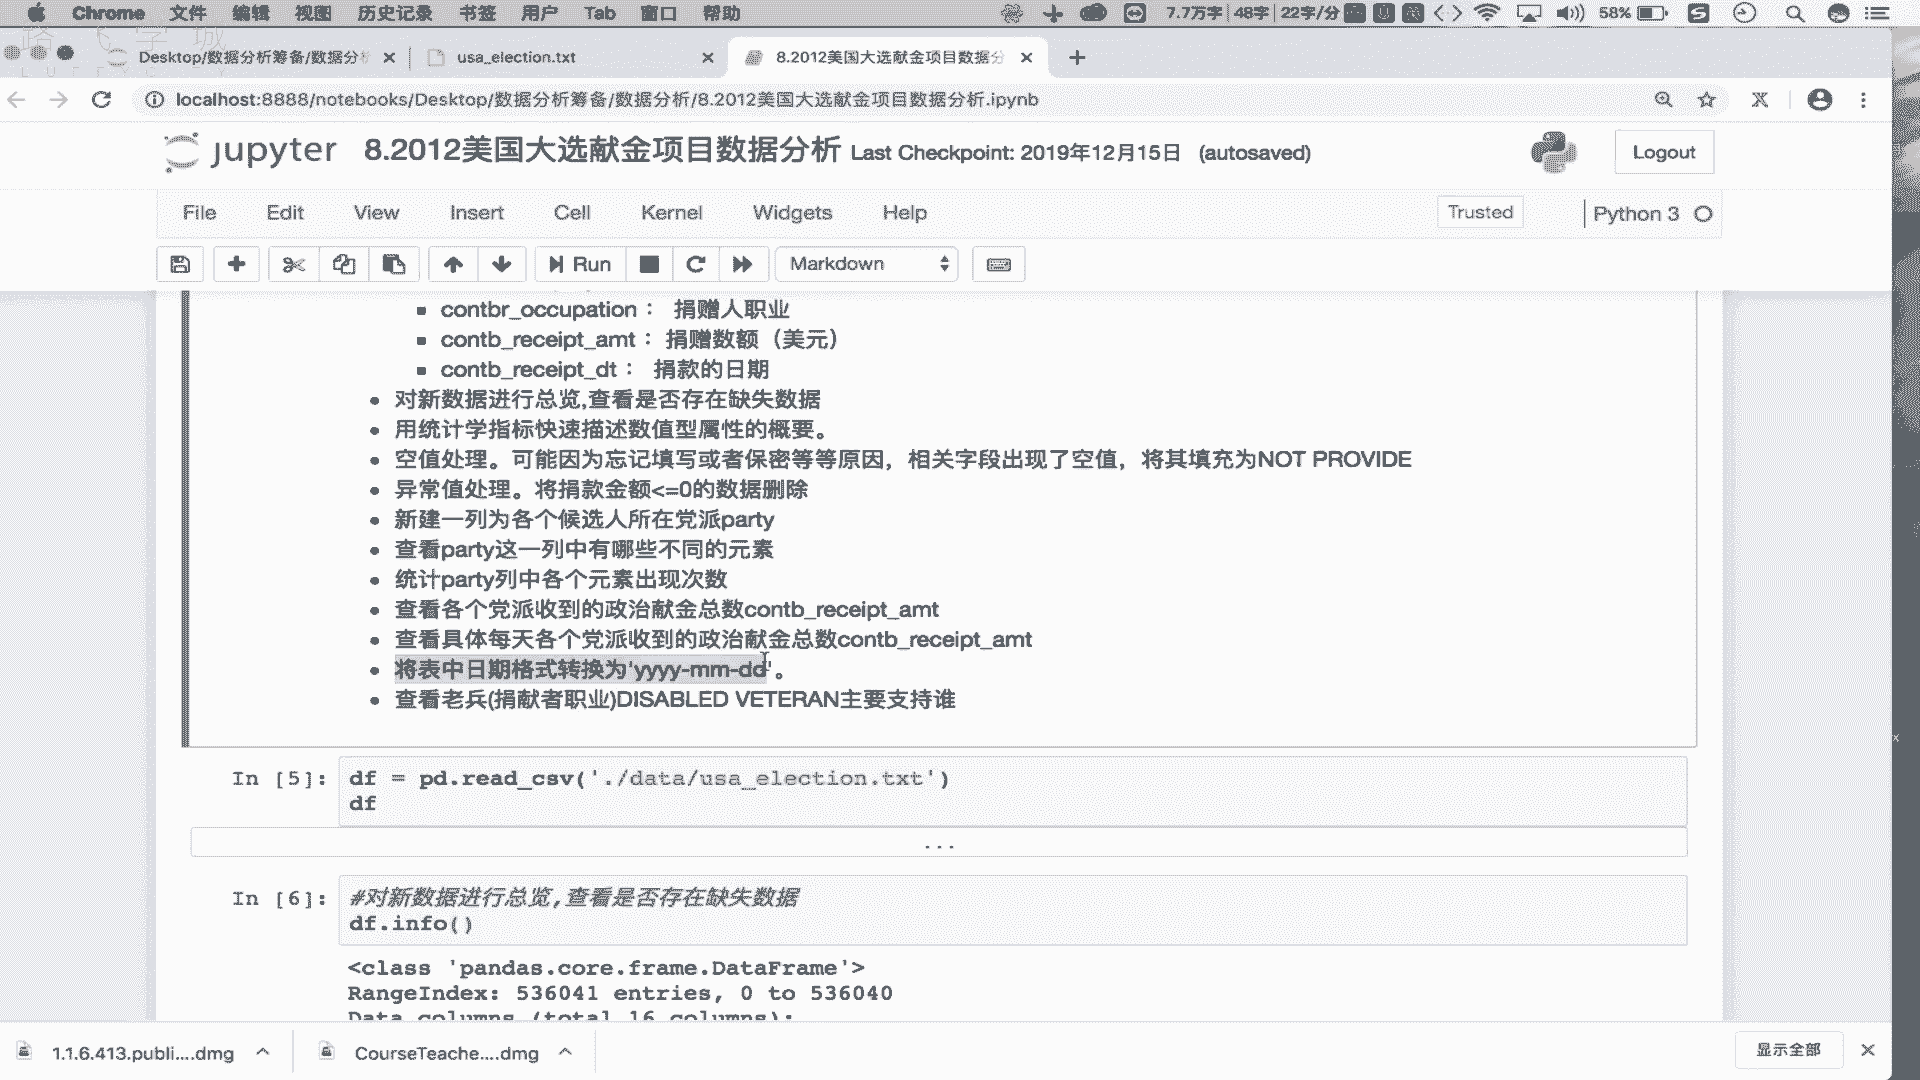 Chrome 文件 编辑 视图 历史记录 书签 用户 Tab 窗口 帮助 7.7万字 48字 22字/分 58%
Desktop/数据分析筹备/数据分析 usa_election.txt 8.2012美国大选献金项目数据分
localhost:8888/notebooks/Desktop/数据分析筹备/数据分析/8.2012美国大选献金项目数据分析.ipynb
jupyter 8.2012美国大选献金项目数据分析 Last Checkpoint: 2019年12月15日 (autosaved) Logout
File Edit View Insert Cell Kernel Widgets Help Trusted Python 3
Run Markdown
contbr_occupation： 捐赠人职业
contb_receipt_amt：捐赠数额（美元）
contb_receipt_dt： 捐款的日期
对新数据进行总览,查看是否存在缺失数据
用统计学指标快速描述数值型属性的概要。
空值处理。可能因为忘记填写或者保密等等原因，相关字段出现了空值，将其填充为NOT PROVIDE
异常值处理。将捐款金额<=0的数据删除
新建一列为各个候选人所在党派party
查看party这一列中有哪些不同的元素
统计party列中各个元素出现次数
查看各个党派收到的政治献金总数contb_receipt_amt
查看具体每天各个党派收到的政治献金总数contb_receipt_amt
将表中日期格式转换为'yyyy-mm-dd'。
查看老兵(捐献者职业)DISABLED VETERAN主要支持谁
In [5]: df = pd.read_csv('./data/usa_election.txt')
df
...
In [6]: #对新数据进行总览,查看是否存在缺失数据
df.info()
<class 'pandas.core.frame.DataFrame'>
RangeIndex: 536041 entries, 0 to 536040
Data columns (total 16 columns):
1.1.6.413.publi....dmg CourseTeache....dmg 显示全部